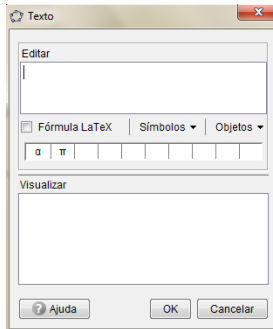 Texto
Editar
Fórmula LaTeX Símbolos Objetos
α π
Visualizar
Ajuda OK Cancelar